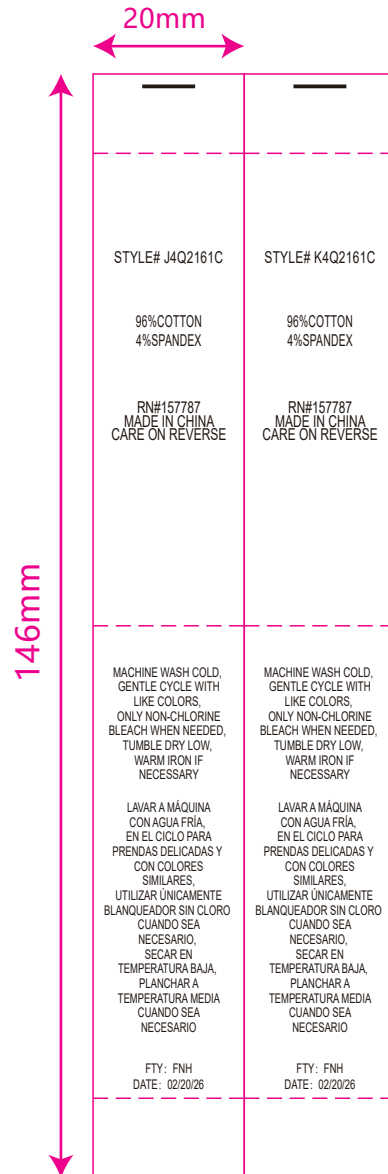 20mm
146mm
STYLE# J4Q2161C
96%COTTON
4%SPANDEX
RN#157787
MADE IN CHINA
CARE ON REVERSE
MACHINE WASH COLD,
GENTLE CYCLE WITH
LIKE COLORS,
ONLY NON-CHLORINE
BLEACH WHEN NEEDED,
TUMBLE DRY LOW,
WARM IRON IF
NECESSARY
LAVAR A MÁQUINA
CON AGUA FRÍA,
EN EL CICLO PARA
PRENDAS DELICADAS Y
CON COLORES
SIMILARES,
UTILIZAR ÚNICAMENTE
BLANQUEADOR SIN CLORO
CUANDO SEA
NECESARIO,
SECAR EN
TEMPERATURA BAJA,
PLANCHAR A
TEMPERATURA MEDIA
CUANDO SEA
NECESARIO
FTY: FNH
DATE: 02/20/26
STYLE# K4Q2161C
96%COTTON
4%SPANDEX
RN#157787
MADE IN CHINA
CARE ON REVERSE
MACHINE WASH COLD,
GENTLE CYCLE WITH
LIKE COLORS,
ONLY NON-CHLORINE
BLEACH WHEN NEEDED,
TUMBLE DRY LOW,
WARM IRON IF
NECESSARY
LAVAR A MÁQUINA
CON AGUA FRÍA,
EN EL CICLO PARA
PRENDAS DELICADAS Y
CON COLORES
SIMILARES,
UTILIZAR ÚNICAMENTE
BLANQUEADOR SIN CLORO
CUANDO SEA
NECESARIO,
SECAR EN
TEMPERATURA BAJA,
PLANCHAR A
TEMPERATURA MEDIA
CUANDO SEA
NECESARIO
FTY: FNH
DATE: 02/20/26